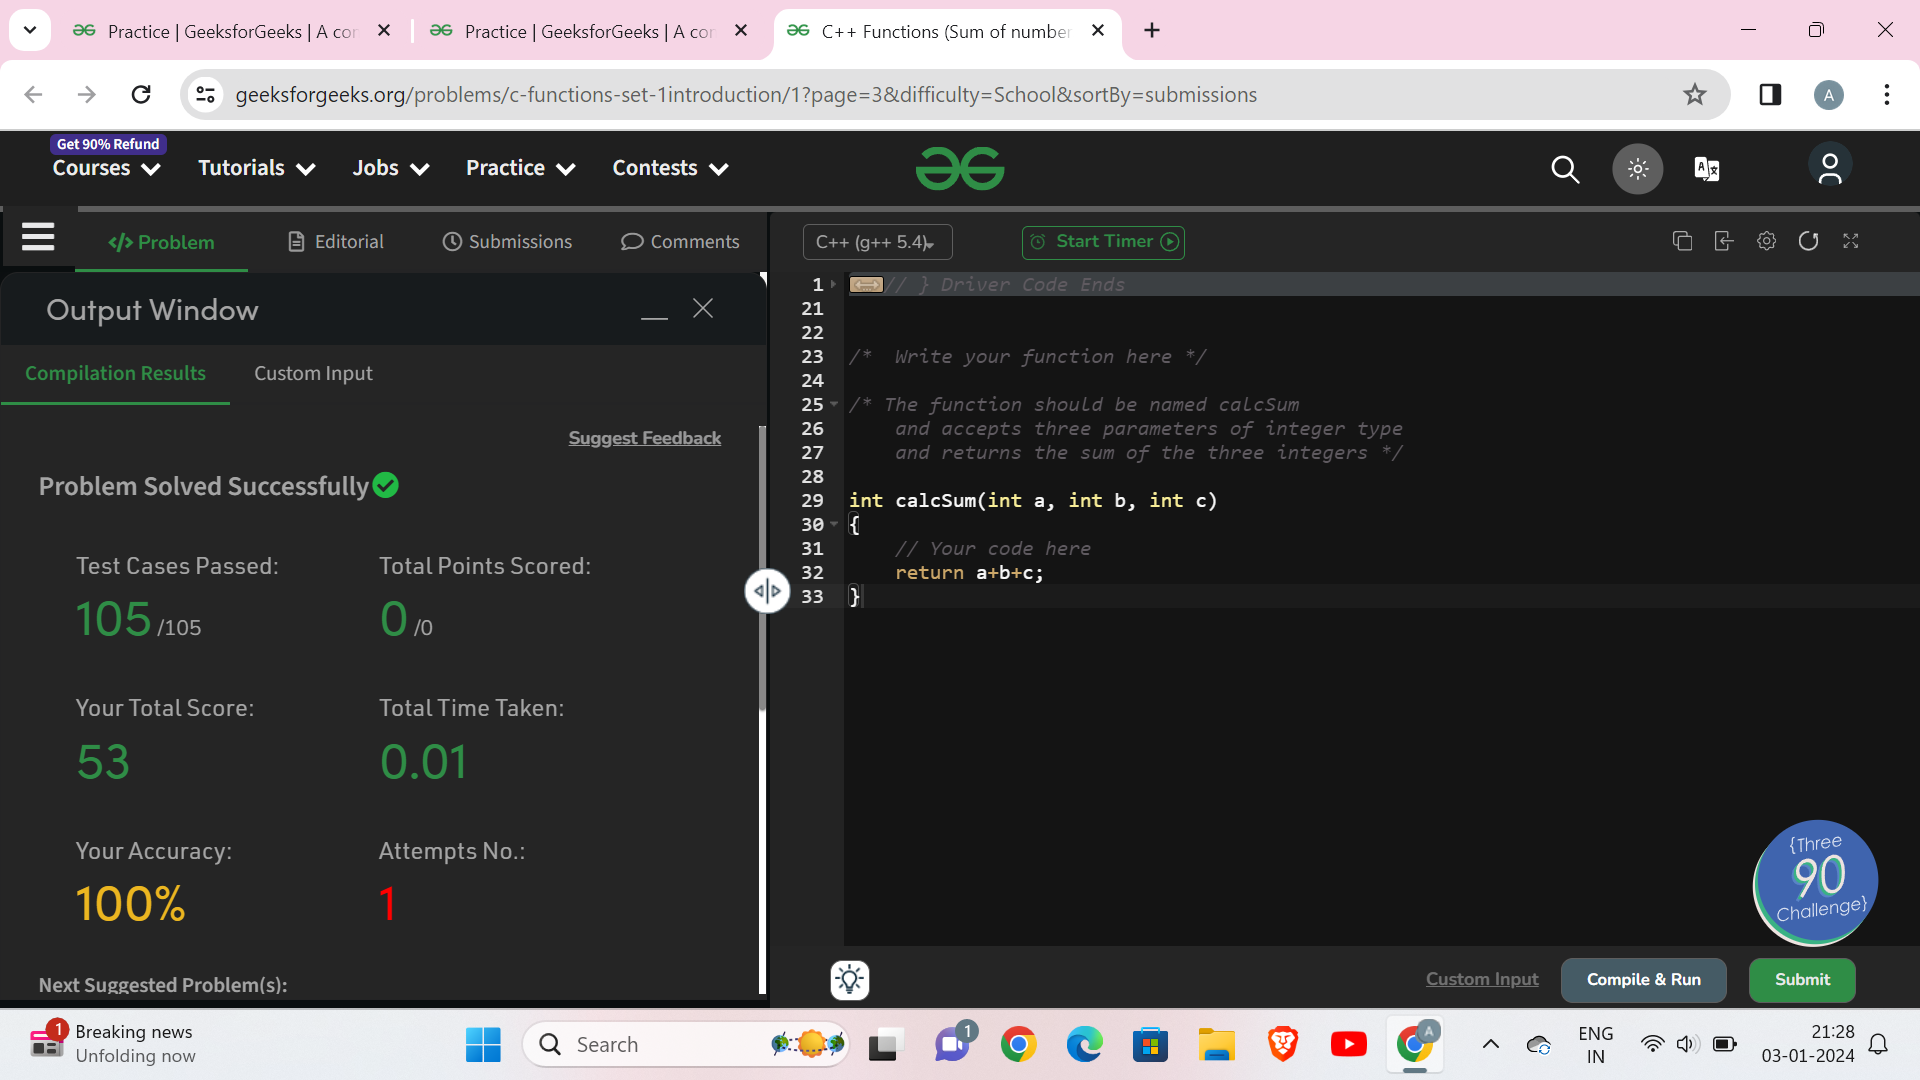 Practice | GeeksforGeeks | A cor
Practice | GeeksforGeeks | A cor
C++ Functions (Sum of number
geeksforgeeks.org/problems/c-functions-set-1introduction/1?page=3&difficulty=School&sortBy=submissions
A
Get 90% Refund
Courses Tutorials Jobs Practice Contests
Problem Editorial Submissions Comments
C++ (g++ 5.4) Start Timer
Output Window
Compilation Results Custom Input
Suggest Feedback
Problem Solved Successfully
Test Cases Passed: Total Points Scored:
105 /105 0 /0
Your Total Score: Total Time Taken:
53 0.01
Your Accuracy: Attempts No.:
100% 1
Next Suggested Problem(s):
1 // } Driver Code Ends
21
22
23 /*  Write your function here */
24
25 /* The function should be named calcSum
26 and accepts three parameters of integer type
27 and returns the sum of the three integers */
28
29 int calcSum(int a, int b, int c)
30 {
31 // Your code here
32 return a+b+c;
33 }
{Three
90
Challenge}
Custom Input Compile & Run Submit
1
Breaking news
Unfolding now
Search
1
A
ENG
IN
21:28
03-01-2024